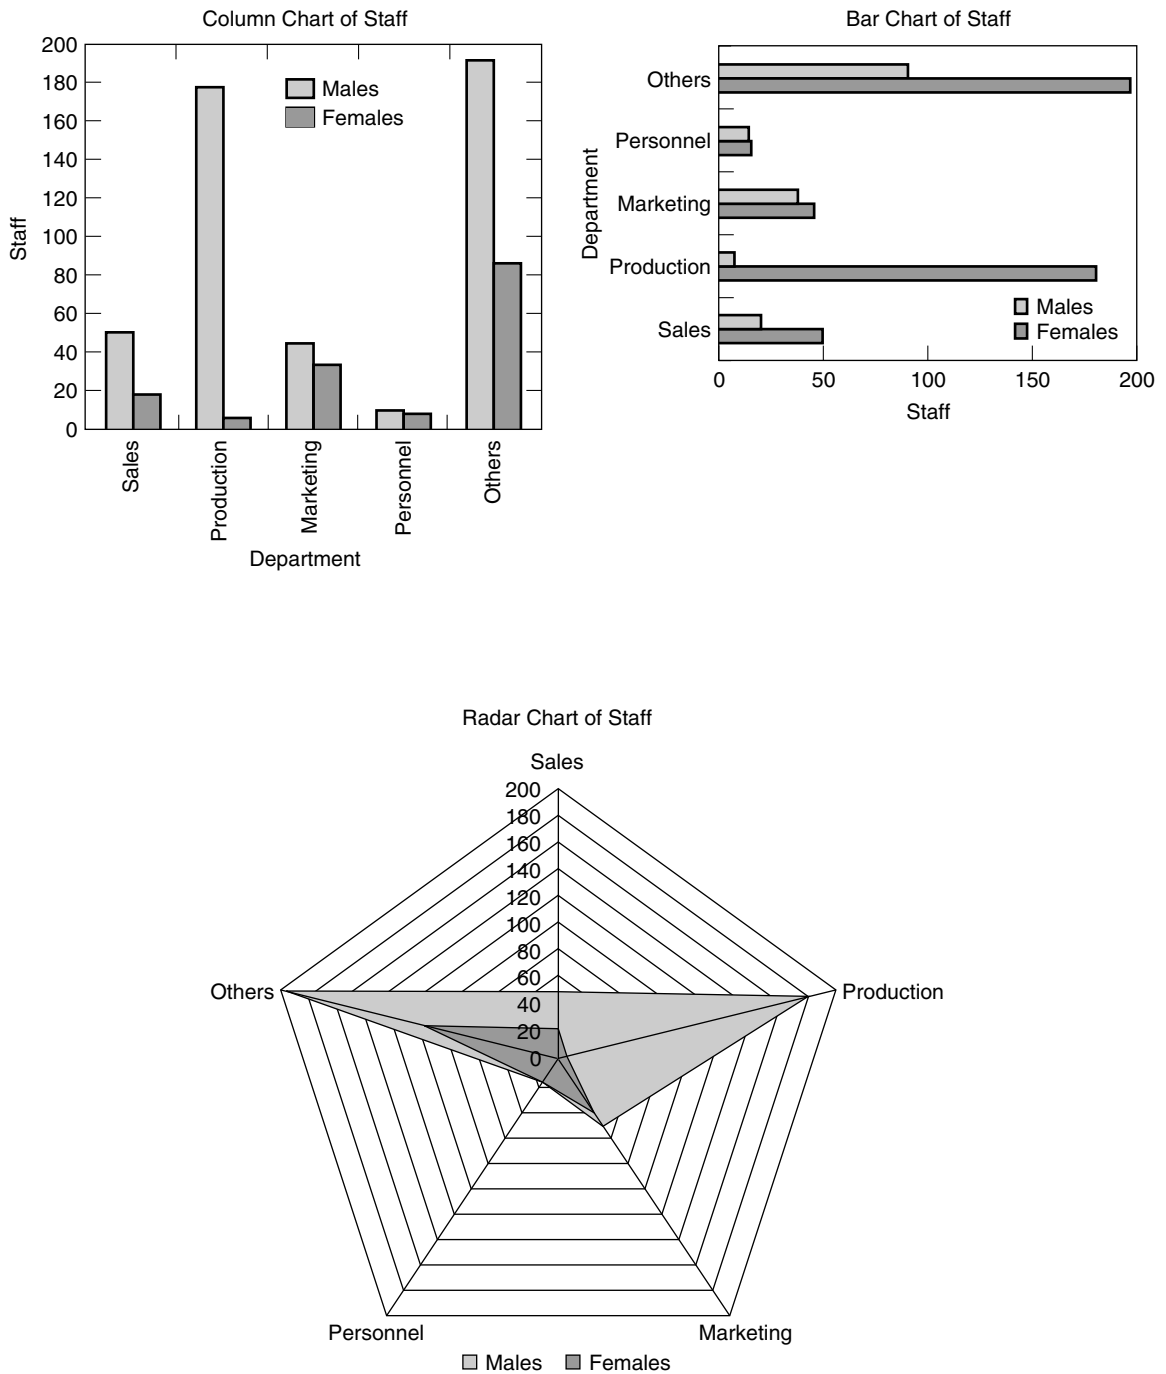 Column Chart of Staff
200
180
160
140
120
100
80
60
40
20
0
Staff
Males
Females
Sales
Production
Marketing
Personnel
Others
Department
Bar Chart of Staff
Others
Personnel
Marketing
Production
Sales
Department
Males
Females
0 50 100 150 200
Staff
Radar Chart of Staff
Sales
200
180
160
140
120
100
80
60
40
20
0
Others
Production
Personnel
Marketing
Males Females